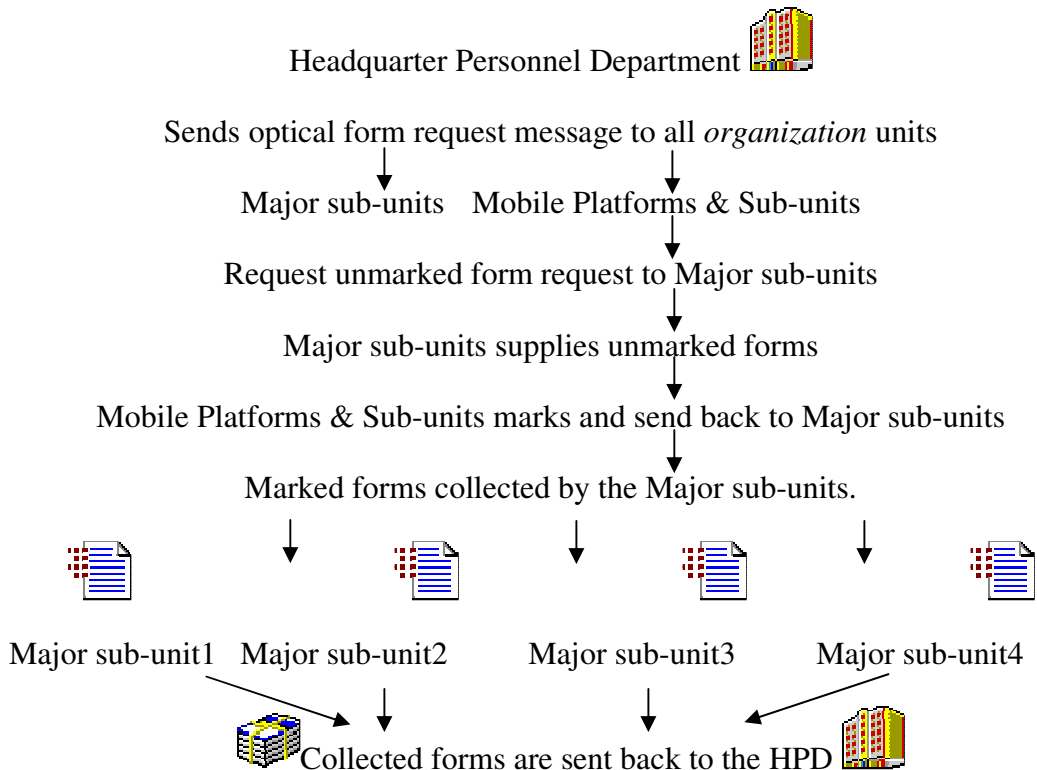 Headquarter Personnel Department
Sends optical form request message to all organization units
Major sub-units Mobile Platforms & Sub-units
Request unmarked form request to Major sub-units
Major sub-units supplies unmarked forms
Mobile Platforms & Sub-units marks and send back to Major sub-units
Marked forms collected by the Major sub-units.
Major sub-unit1 Major sub-unit2 Major sub-unit3 Major sub-unit4
Collected forms are sent back to the HPD